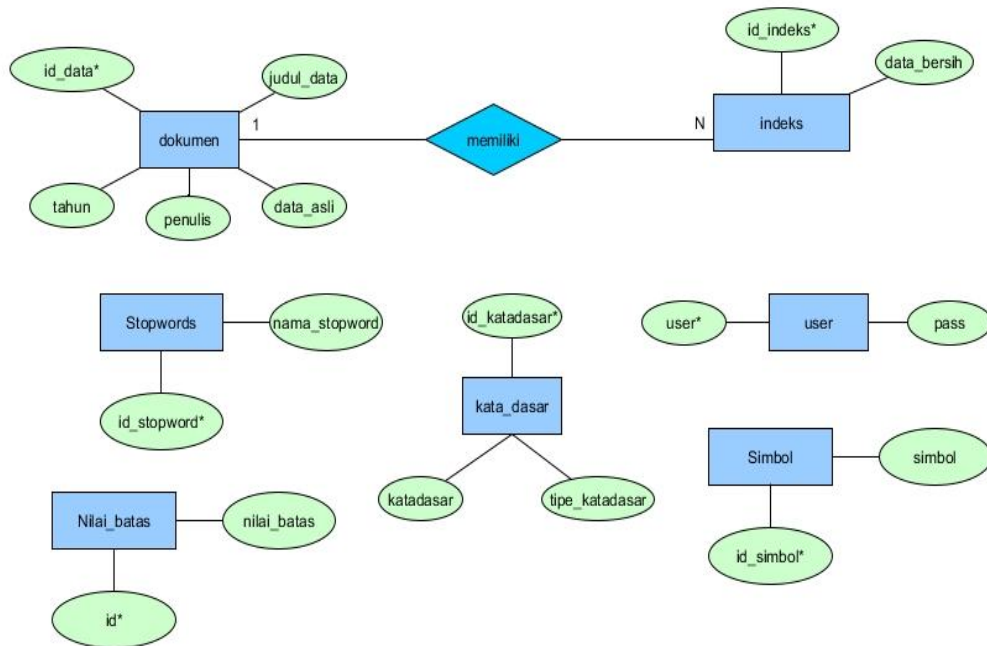 id_indeks*
id_data*
judul_data
data_bersih
dokumen
1
memiliki
N
indeks
tahun
penulis
data_asli
Stopwords
nama_stopword
id_katadasar*
user*
user
pass
id_stopword*
kata_dasar
Simbol
simbol
katadasar
tipe_katadasar
Nilai_batas
nilai_batas
id_simbol*
id*